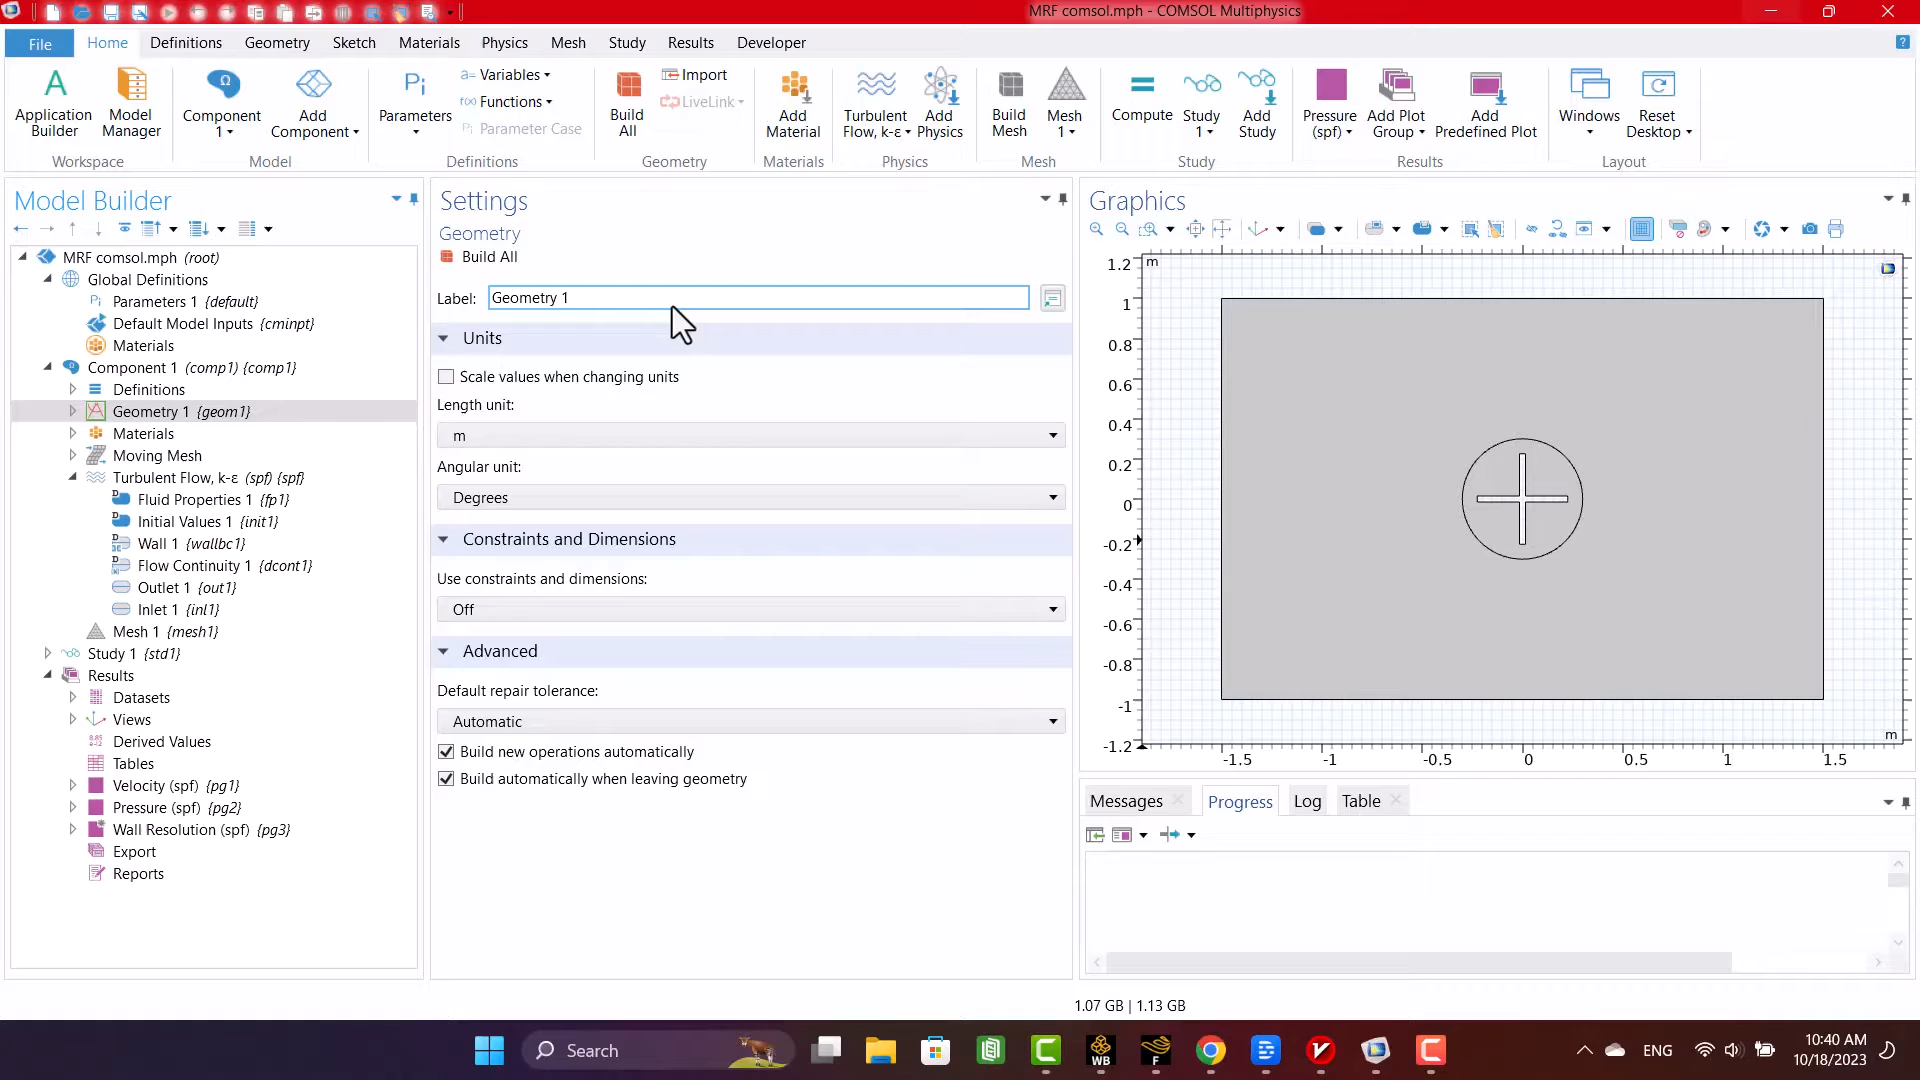 MRF comsol.mph - COMSOL Multiphysics
File Home Definitions Geometry Sketch Materials Physics Mesh Study Results Developer
Application Builder
Model Manager
Workspace
Component 1
Add Component
Model
Parameters
a= Variables
f(x) Functions
Pi Parameter Case
Definitions
Build All
Import
LiveLink
Geometry
Add Material
Materials
Turbulent Flow, k-ε
Add Physics
Physics
Build Mesh
Mesh 1
Mesh
Compute
Study 1
Add Study
Study
Pressure (spf)
Add Plot Group
Add Predefined Plot
Results
Windows
Reset Desktop
Layout
Model Builder
MRF comsol.mph (root)
Global Definitions
Pi Parameters 1 {default}
Default Model Inputs {cminpt}
Materials
Component 1 (comp1) {comp1}
Definitions
Geometry 1 {geom1}
Materials
Moving Mesh
Turbulent Flow, k-ε (spf) {spf}
Fluid Properties 1 {fp1}
Initial Values 1 {init1}
Wall 1 {wallbc1}
Flow Continuity 1 {dcont1}
Outlet 1 {out1}
Inlet 1 {inl1}
Mesh 1 {mesh1}
Study 1 {std1}
Results
Datasets
Views
Derived Values
Tables
Velocity (spf) {pg1}
Pressure (spf) {pg2}
Wall Resolution (spf) {pg3}
Export
Reports
Settings
Geometry
Build All
Label: Geometry 1
Units
Scale values when changing units
Length unit:
m
Angular unit:
Degrees
Constraints and Dimensions
Use constraints and dimensions:
Off
Advanced
Default repair tolerance:
Automatic
Build new operations automatically
Build automatically when leaving geometry
Graphics
m
1.2
1
0.8
0.6
0.4
0.2
0
-0.2
-0.4
-0.6
-0.8
-1
-1.2
m
-1.5 -1 -0.5 0 0.5 1 1.5
Messages Progress Log Table
1.07 GB | 1.13 GB
Search
WB
F
ENG
10:40 AM
10/18/2023